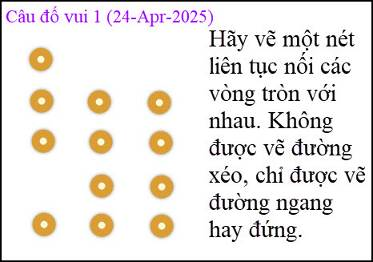 Câu đố vui 1 (24-Apr-2025)
Hãy vẽ một nét
liên tục nối các
vòng tròn với
nhau. Không
được vẽ đường
xéo, chỉ được vẽ
đường ngang
hay đứng.